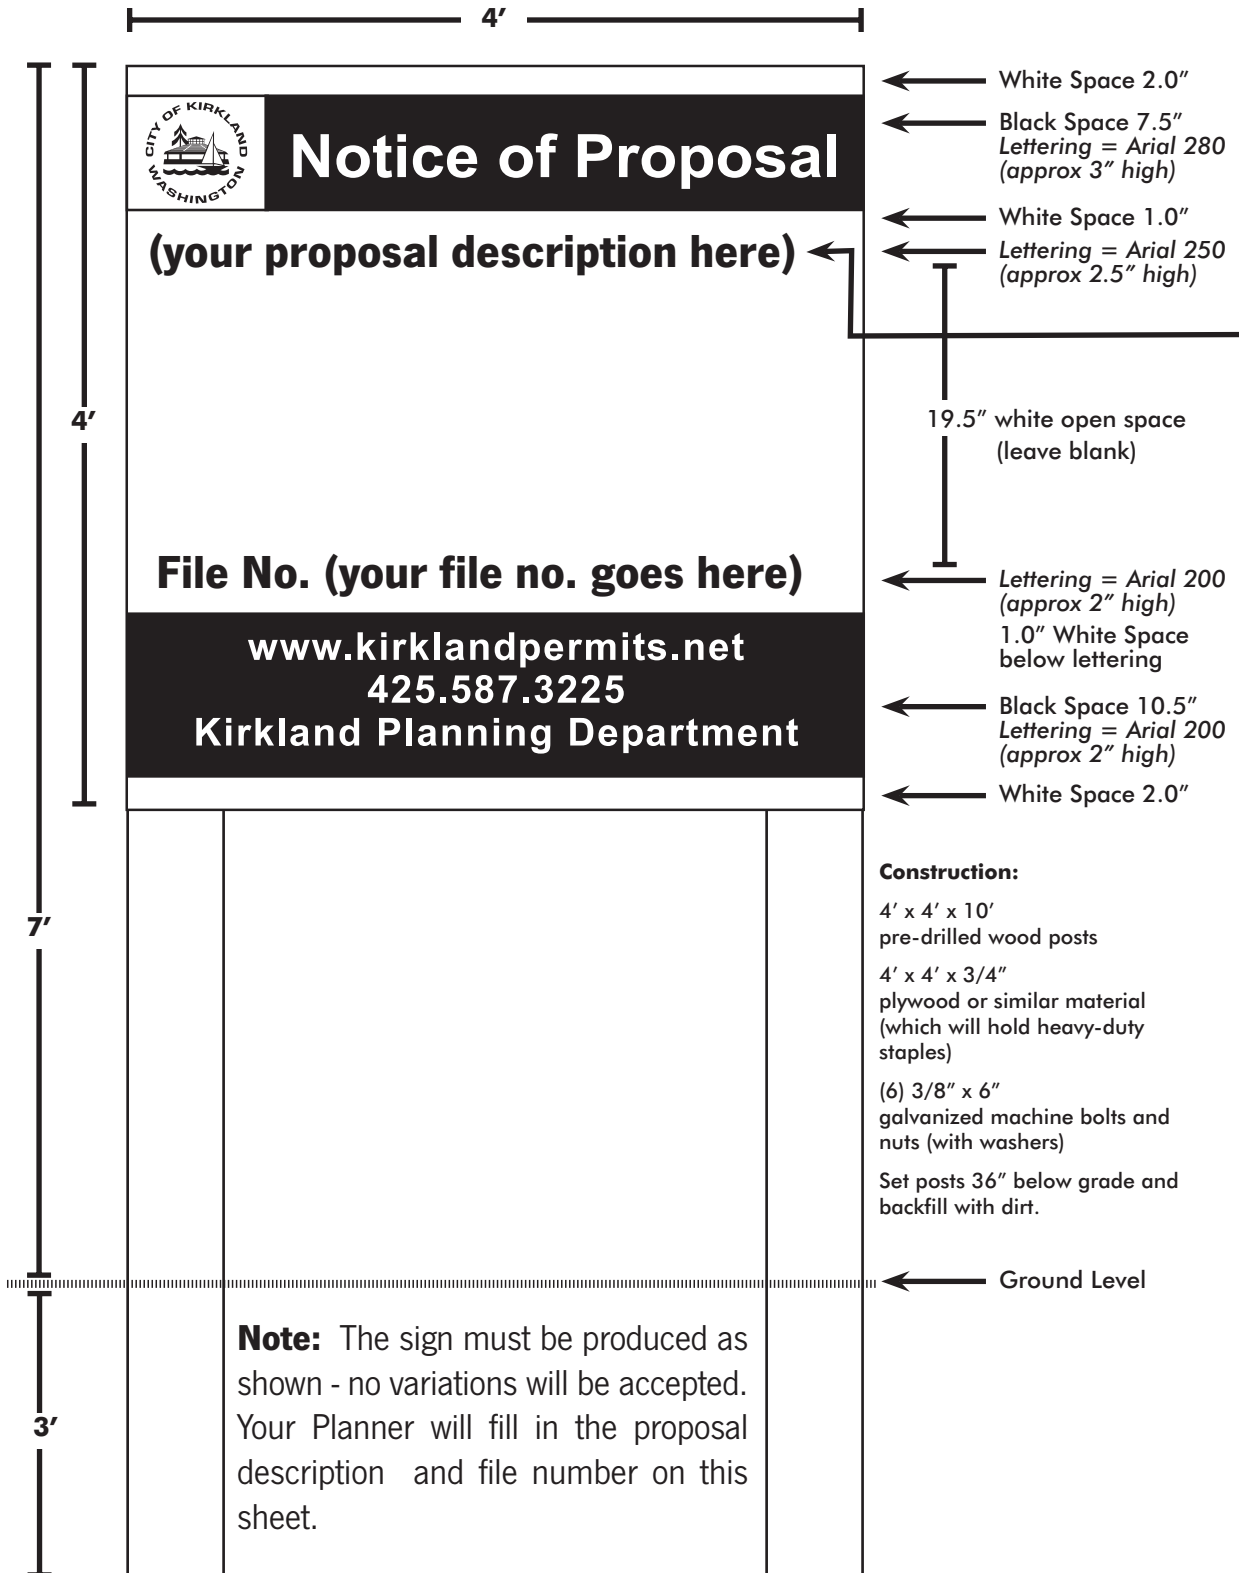 4′
White Space 2.0″
CITY OF KIRKLAND
WASHINGTON
Notice of Proposal
Black Space 7.5″
Lettering = Arial 280
(approx 3″ high)
White Space 1.0″
(your proposal description here)
Lettering = Arial 250
(approx 2.5″ high)
4′
19.5″ white open space
(leave blank)
File No. (your file no. goes here)
Lettering = Arial 200
(approx 2″ high)
1.0″ White Space
below lettering
www.kirklandpermits.net
425.587.3225
Kirkland Planning Department
Black Space 10.5″
Lettering = Arial 200
(approx 2″ high)
White Space 2.0″
7′
Construction:
4′ x 4′ x 10′
pre-drilled wood posts
4′ x 4′ x 3/4″
plywood or similar material
(which will hold heavy-duty
staples)
(6) 3/8″ x 6″
galvanized machine bolts and
nuts (with washers)
Set posts 36″ below grade and
backfill with dirt.
Ground Level
3′
Note: The sign must be produced as
shown - no variations will be accepted.
Your Planner will fill in the proposal
description and file number on this
sheet.